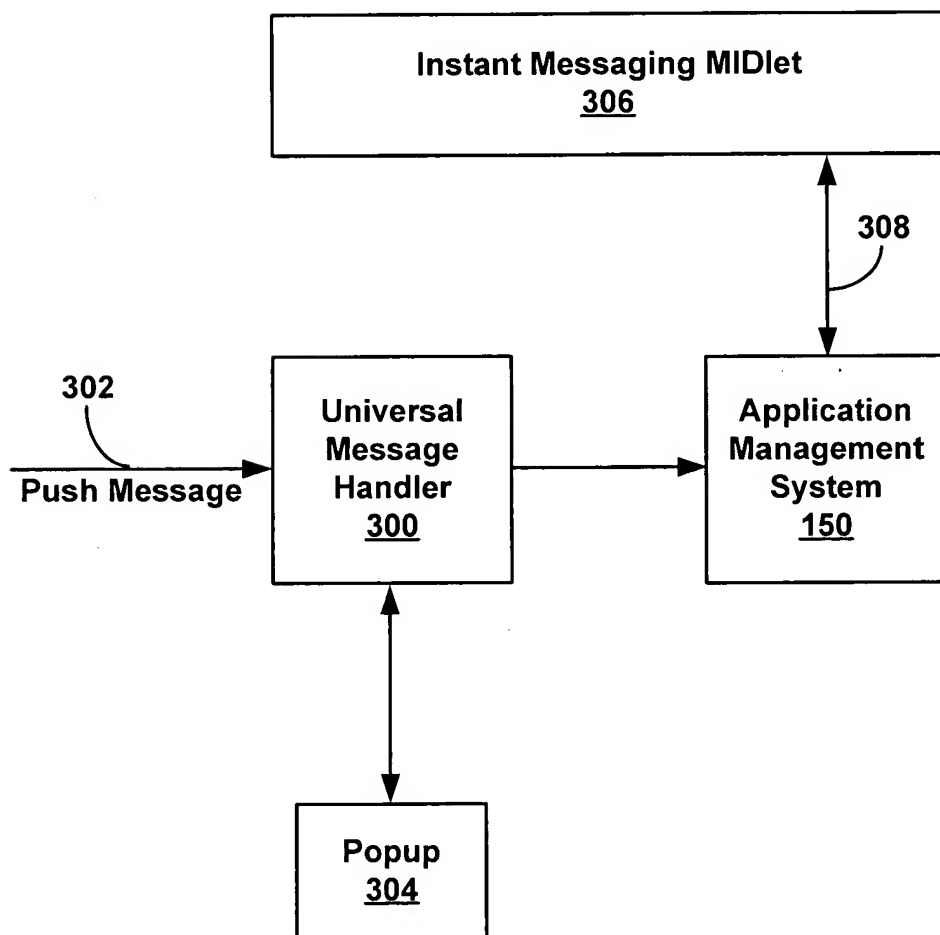 Instant Messaging MIDlet
306
308
302
Push Message
Universal
Message
Handler
300
Application
Management
System
150
Popup
304